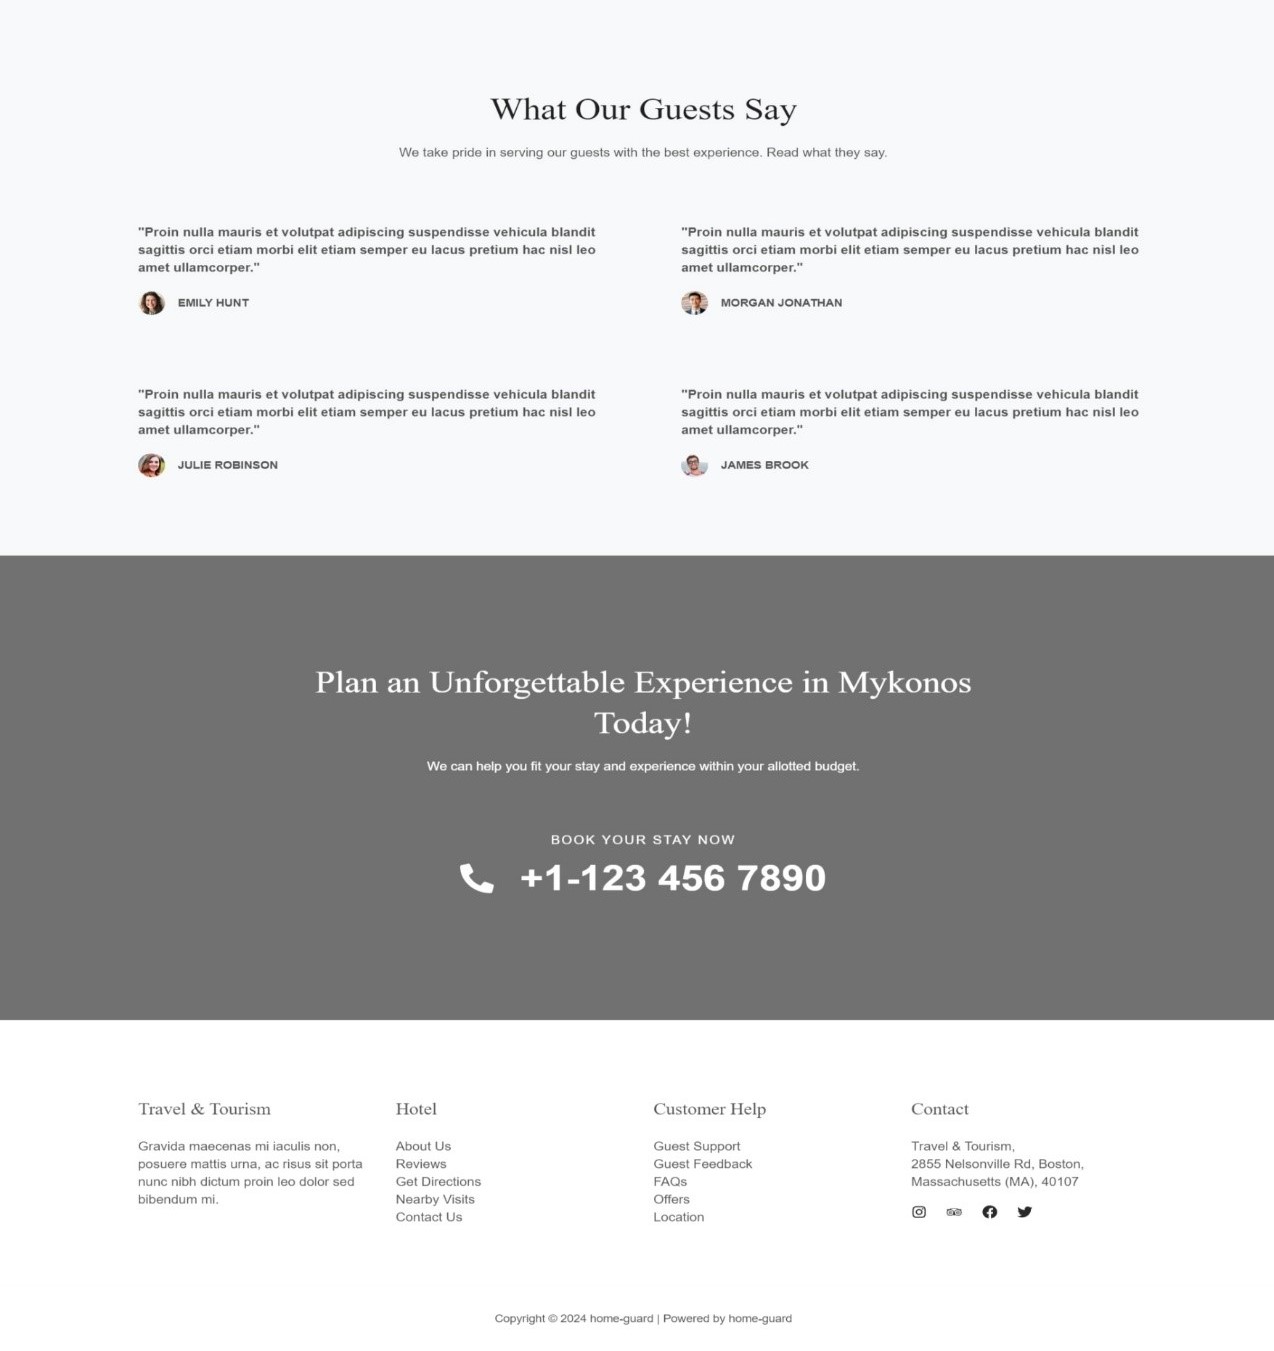 What Our Guests Say
We take pride in serving our guests with the best experience. Read what they say.
"Proin nulla mauris et volutpat adipiscing suspendisse vehicula blandit
sagittis orci etiam morbi elit etiam semper eu lacus pretium hac nisl leo
amet ullamcorper."
EMILY HUNT
"Proin nulla mauris et volutpat adipiscing suspendisse vehicula blandit
sagittis orci etiam morbi elit etiam semper eu lacus pretium hac nisl leo
amet ullamcorper."
MORGAN JONATHAN
"Proin nulla mauris et volutpat adipiscing suspendisse vehicula blandit
sagittis orci etiam morbi elit etiam semper eu lacus pretium hac nisl leo
amet ullamcorper."
JULIE ROBINSON
"Proin nulla mauris et volutpat adipiscing suspendisse vehicula blandit
sagittis orci etiam morbi elit etiam semper eu lacus pretium hac nisl leo
amet ullamcorper."
JAMES BROOK
Plan an Unforgettable Experience in Mykonos
Today!
We can help you fit your stay and experience within your allotted budget.
BOOK YOUR STAY NOW
+1-123 456 7890
Travel & Tourism
Gravida maecenas mi iaculis non,
posuere mattis urna, ac risus sit porta
nunc nibh dictum proin leo dolor sed
bibendum mi.
Hotel
About Us
Reviews
Get Directions
Nearby Visits
Contact Us
Customer Help
Guest Support
Guest Feedback
FAQs
Offers
Location
Contact
Travel & Tourism,
2855 Nelsonville Rd, Boston,
Massachusetts (MA), 40107
Copyright © 2024 home-guard | Powered by home-guard